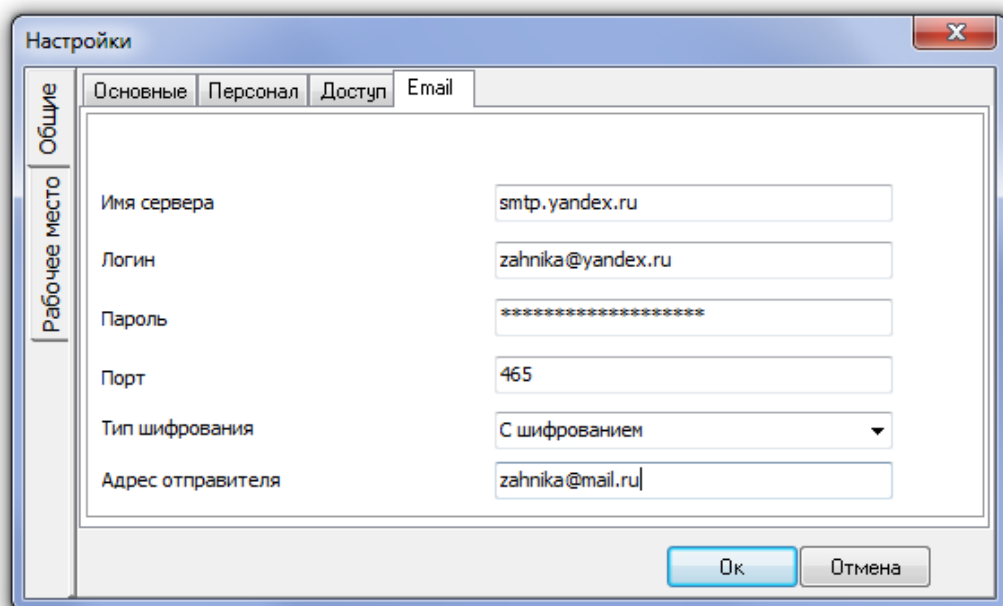 Настройки
Общие
Рабочее место
Основные Персонал Доступ Email
Имя сервера smtp.yandex.ru
Логин zahnika@yandex.ru
Пароль *******************
Порт 465
Тип шифрования С шифрованием
Адрес отправителя zahnika@mail.ru
Ок Отмена